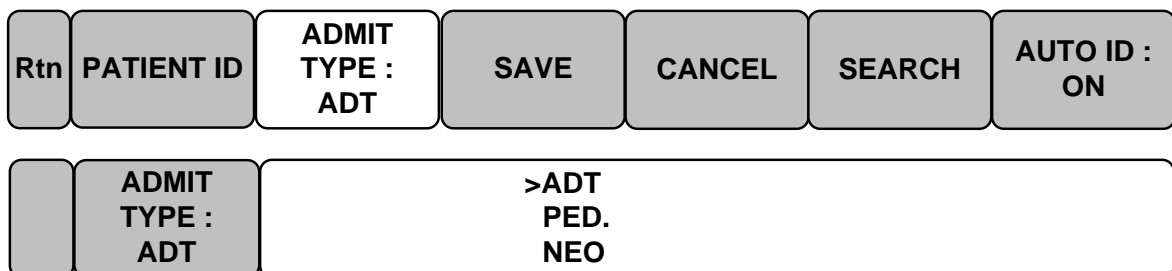 Rtn
PATIENT ID
ADMIT
TYPE :
ADT
SAVE
CANCEL
SEARCH
AUTO ID :
ON
ADMIT
TYPE :
ADT
>ADT
PED.
NEO